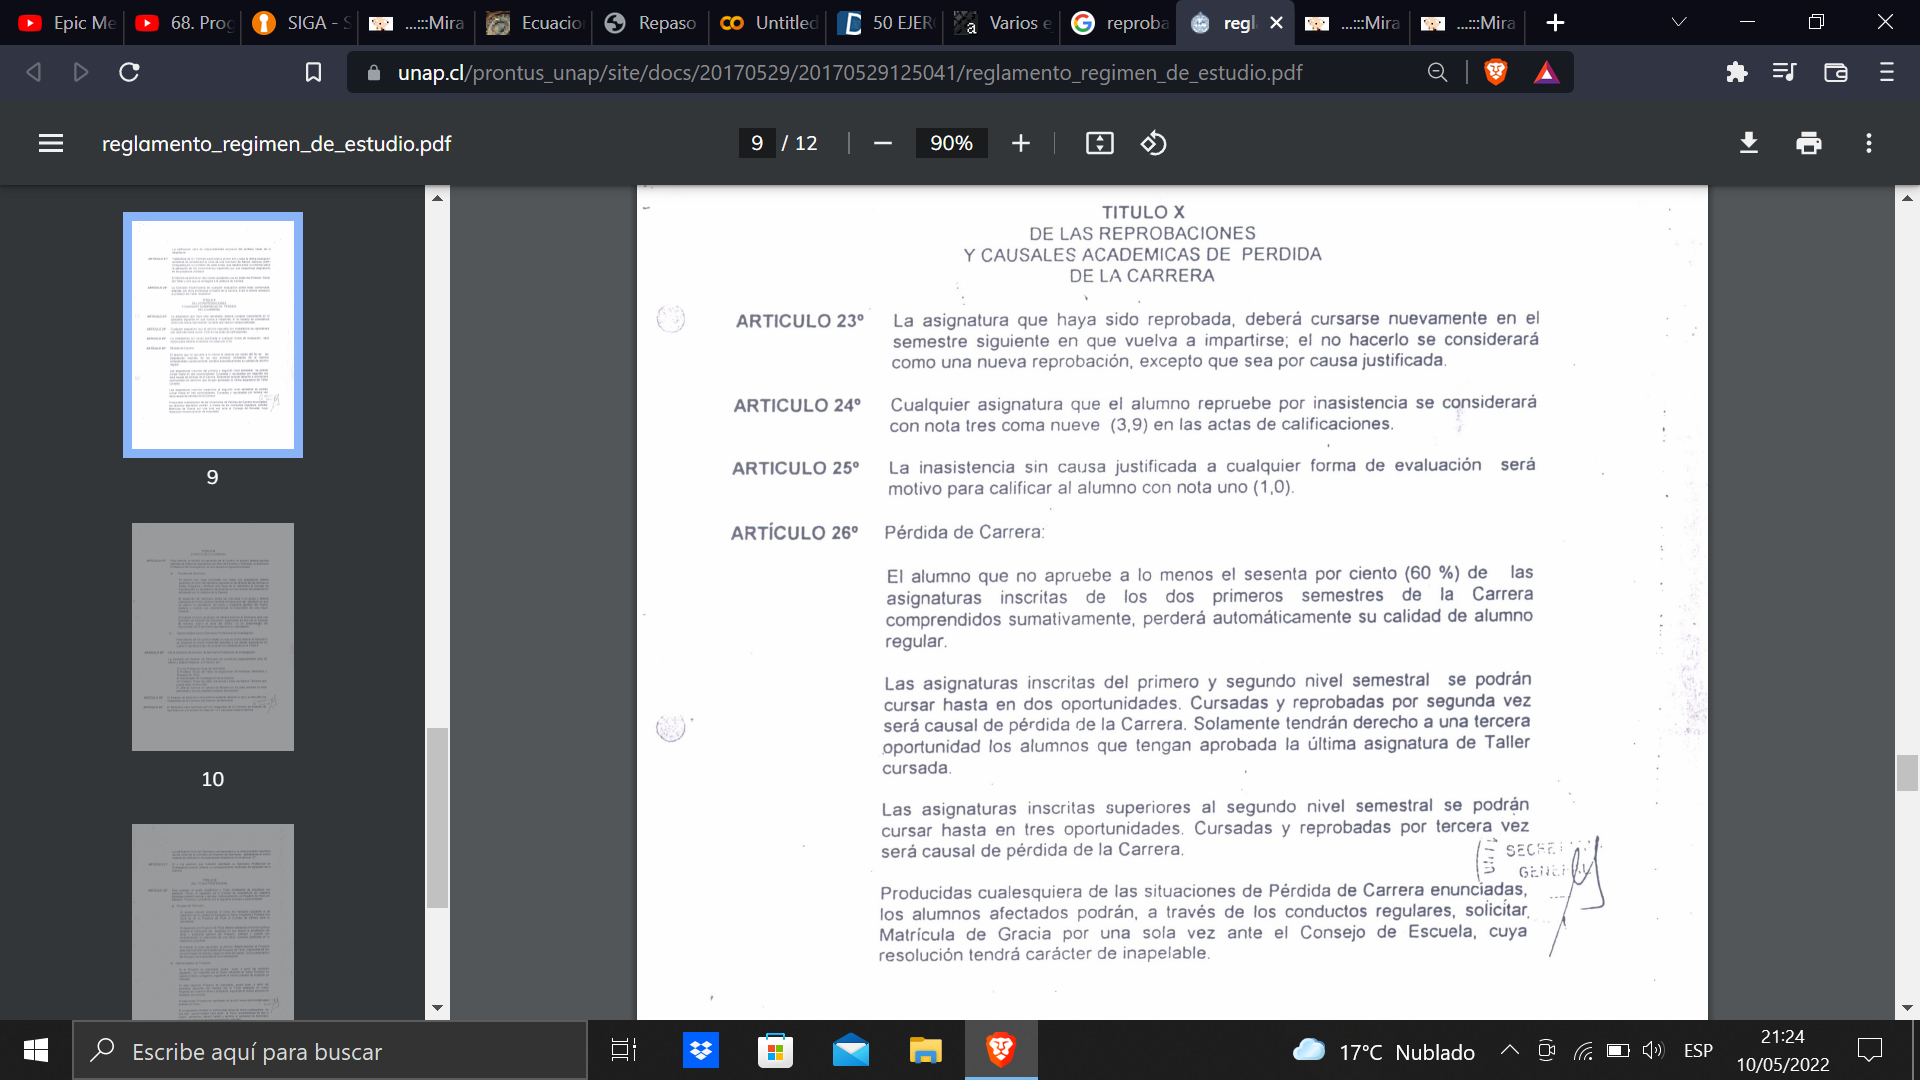 Epic Me
68. Prog
SIGA - S
...:::Mira
Ecuacion
Repaso
Untitled
50 EJER
Varios e
reproba
regl
...:::Mira
...:::Mira
unap.cl/prontus_unap/site/docs/20170529/20170529125041/reglamento_regimen_de_estudio.pdf
reglamento_regimen_de_estudio.pdf
9 / 12
90%
9
10
TITULO X
DE LAS REPROBACIONES
Y CAUSALES ACADEMICAS DE PERDIDA
DE LA CARRERA
ARTICULO 23º La asignatura que haya sido reprobada, deberá cursarse nuevamente en el
semestre siguiente en que vuelva a impartirse; el no hacerlo se considerará
como una nueva reprobación, excepto que sea por causa justificada.
ARTICULO 24º Cualquier asignatura que el alumno repruebe por inasistencia se considerará
con nota tres coma nueve (3,9) en las actas de calificaciones.
ARTICULO 25º La inasistencia sin causa justificada a cualquier forma de evaluación será
motivo para calificar al alumno con nota uno (1,0).
ARTÍCULO 26º Pérdida de Carrera:
El alumno que no apruebe a lo menos el sesenta por ciento (60 %) de las
asignaturas inscritas de los dos primeros semestres de la Carrera
comprendidos sumativamente, perderá automáticamente su calidad de alumno
regular.
Las asignaturas inscritas del primero y segundo nivel semestral se podrán
cursar hasta en dos oportunidades. Cursadas y reprobadas por segunda vez
será causal de pérdida de la Carrera. Solamente tendrán derecho a una tercera
oportunidad los alumnos que tengan aprobada la última asignatura de Taller
cursada.
Las asignaturas inscritas superiores al segundo nivel semestral se podrán
cursar hasta en tres oportunidades. Cursadas y reprobadas por tercera vez
será causal de pérdida de la Carrera.
Producidas cualesquiera de las situaciones de Pérdida de Carrera enunciadas,
los alumnos afectados podrán, a través de los conductos regulares, solicitar
Matrícula de Gracia por una sola vez ante el Consejo de Escuela, cuya
resolución tendrá carácter de inapelable.
Escribe aquí para buscar
17°C Nublado
ESP
21:24
10/05/2022